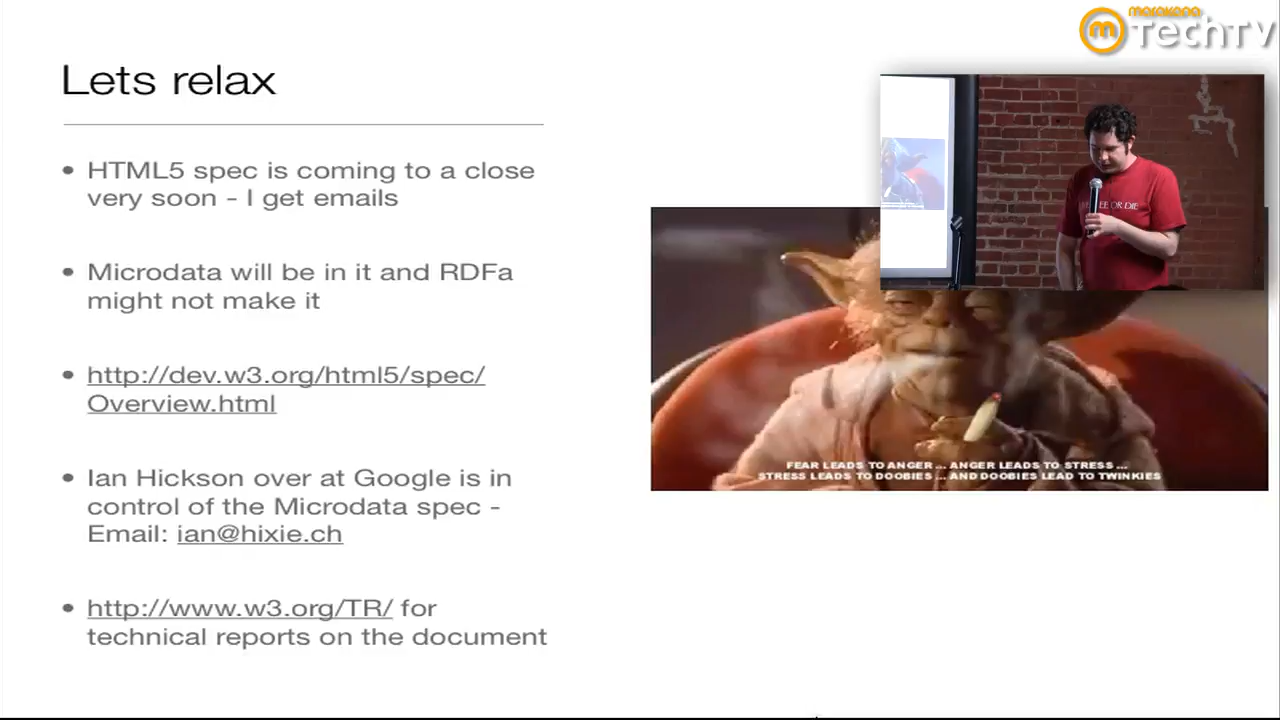 marakana
TechTV
Lets relax
• HTML5 spec is coming to a close
very soon - I get emails
• Microdata will be in it and RDFa
might not make it
• http://dev.w3.org/html5/spec/
Overview.html
• Ian Hickson over at Google is in
control of the Microdata spec -
Email: ian@hixie.ch
• http://www.w3.org/TR/ for
technical reports on the document
FEE OR DIE
FEAR LEADS TO ANGER ... ANGER LEADS TO STRESS ...
STRESS LEADS TO DOOBIES ... AND DOOBIES LEAD TO TWINKIES